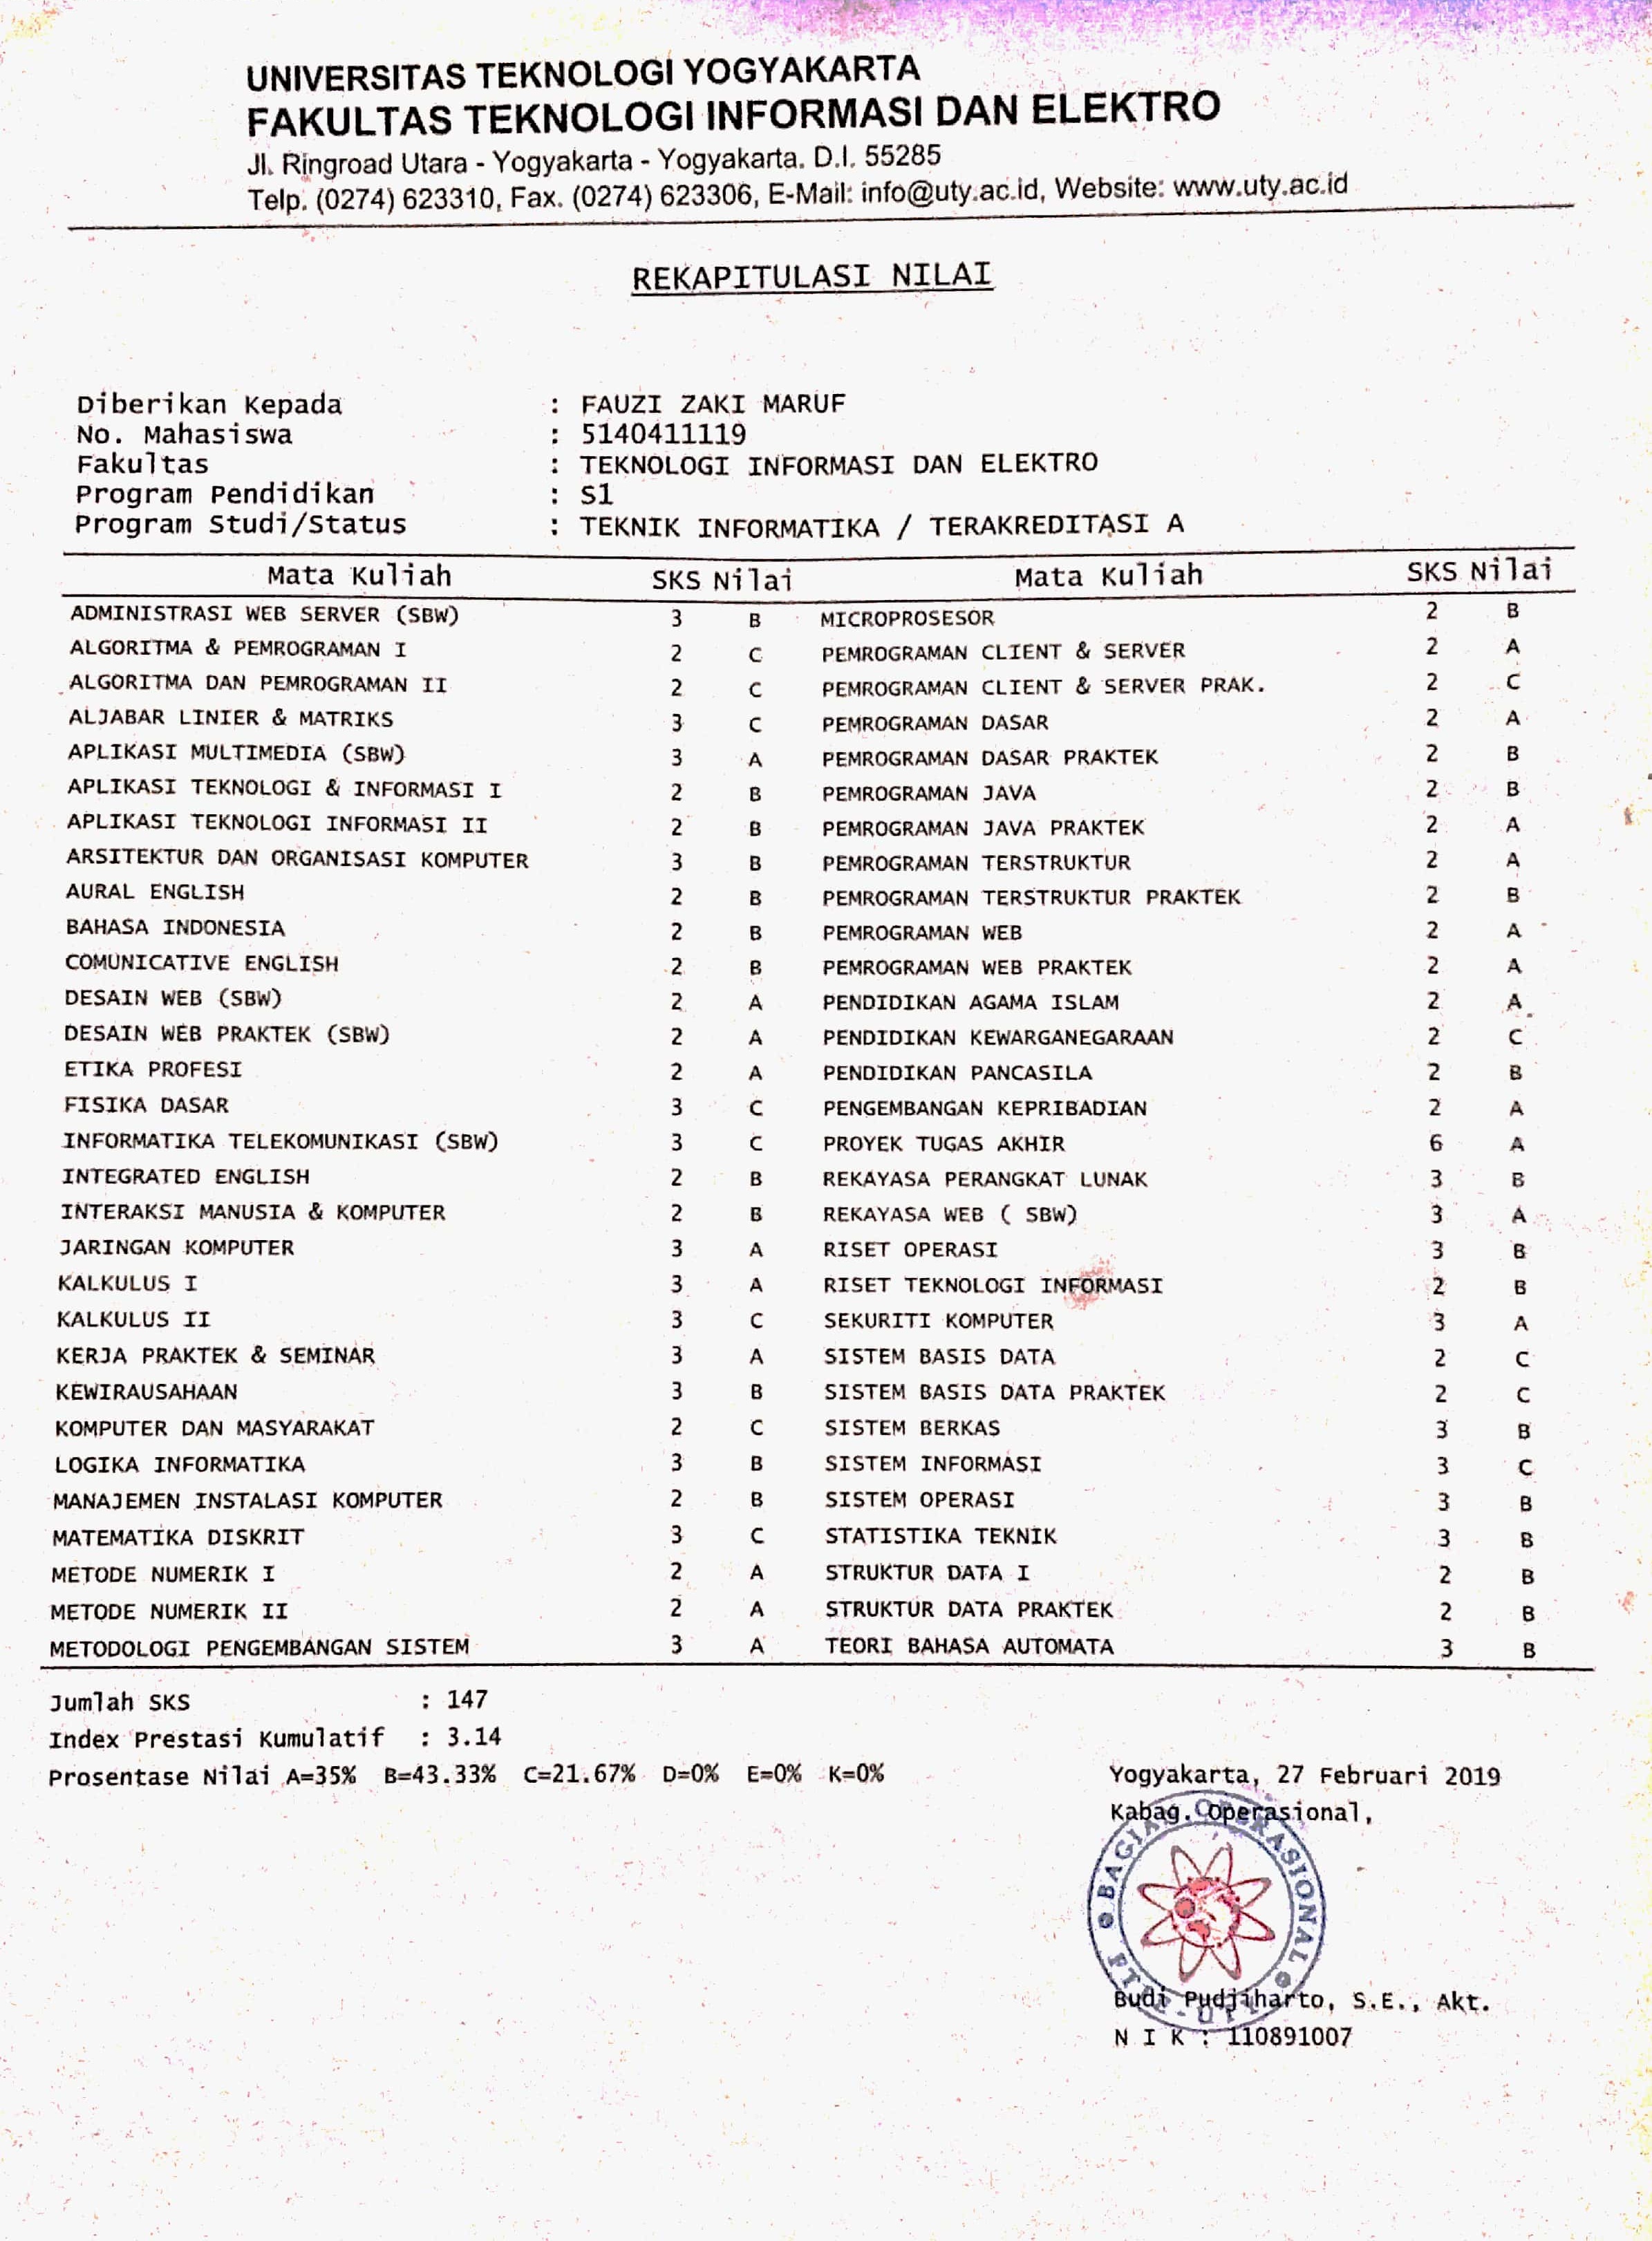 UNIVERSITAS TEKNOLOGI YOGYAKARTA
FAKULTAS TEKNOLOGI INFORMASI DAN ELEKTRO
Jl. Ringroad Utara - Yogyakarta - Yogyakarta. D.I. 55285
Telp. (0274) 623310, Fax. (0274) 623306, E-Mail: info@uty.ac.id, Website: www.uty.ac.id
REKAPITULASI NILAI
Diberikan Kepada : FAUZI ZAKI MARUF
No. Mahasiswa : 5140411119
Fakultas : TEKNOLOGI INFORMASI DAN ELEKTRO
Program Pendidikan : S1
Program Studi/Status : TEKNIK INFORMATIKA / TERAKREDITASI A
Mata Kuliah SKS Nilai Mata Kuliah SKS Nilai
ADMINISTRASI WEB SERVER (SBW) 3 B MICROPROSESOR 2 B
ALGORITMA & PEMROGRAMAN I 2 C PEMROGRAMAN CLIENT & SERVER 2 A
ALGORITMA DAN PEMROGRAMAN II 2 C PEMROGRAMAN CLIENT & SERVER PRAK. 2 C
ALJABAR LINIER & MATRIKS 3 C PEMROGRAMAN DASAR 2 A
APLIKASI MULTIMEDIA (SBW) 3 A PEMROGRAMAN DASAR PRAKTEK 2 B
APLIKASI TEKNOLOGI & INFORMASI I 2 B PEMROGRAMAN JAVA 2 B
APLIKASI TEKNOLOGI INFORMASI II 2 B PEMROGRAMAN JAVA PRAKTEK 2 A
ARSITEKTUR DAN ORGANISASI KOMPUTER 3 B PEMROGRAMAN TERSTRUKTUR 2 A
AURAL ENGLISH 2 B PEMROGRAMAN TERSTRUKTUR PRAKTEK 2 B
BAHASA INDONESIA 2 B PEMROGRAMAN WEB 2 A
COMUNICATIVE ENGLISH 2 B PEMROGRAMAN WEB PRAKTEK 2 A
DESAIN WEB (SBW) 2 A PENDIDIKAN AGAMA ISLAM 2 A
DESAIN WEB PRAKTEK (SBW) 2 A PENDIDIKAN KEWARGANEGARAAN 2 C
ETIKA PROFESI 2 A PENDIDIKAN PANCASILA 2 B
FISIKA DASAR 3 C PENGEMBANGAN KEPRIBADIAN 2 A
INFORMATIKA TELEKOMUNIKASI (SBW) 3 C PROYEK TUGAS AKHIR 6 A
INTEGRATED ENGLISH 2 B REKAYASA PERANGKAT LUNAK 3 B
INTERAKSI MANUSIA & KOMPUTER 2 B REKAYASA WEB ( SBW) 3 A
JARINGAN KOMPUTER 3 A RISET OPERASI 3 B
KALKULUS I 3 A RISET TEKNOLOGI INFORMASI 2 B
KALKULUS II 3 C SEKURITI KOMPUTER 3 A
KERJA PRAKTEK & SEMINAR 3 A SISTEM BASIS DATA 2 C
KEWIRAUSAHAAN 3 B SISTEM BASIS DATA PRAKTEK 2 C
KOMPUTER DAN MASYARAKAT 2 C SISTEM BERKAS 3 B
LOGIKA INFORMATIKA 3 B SISTEM INFORMASI 3 C
MANAJEMEN INSTALASI KOMPUTER 2 B SISTEM OPERASI 3 B
MATEMATIKA DISKRIT 3 C STATISTIKA TEKNIK 3 B
METODE NUMERIK I 2 A STRUKTUR DATA I 2 B
METODE NUMERIK II 2 A STRUKTUR DATA PRAKTEK 2 B
METODOLOGI PENGEMBANGAN SISTEM 3 A TEORI BAHASA AUTOMATA 3 B
Jumlah SKS : 147
Index Prestasi Kumulatif : 3.14
Prosentase Nilai A=35% B=43.33% C=21.67% D=0% E=0% K=0%
Yogyakarta, 27 Februari 2019
Kabag. Operasional,
BAGIAN OPERASIONAL
Budi Pudjiharto, S.E., Akt.
N I K : 110891007